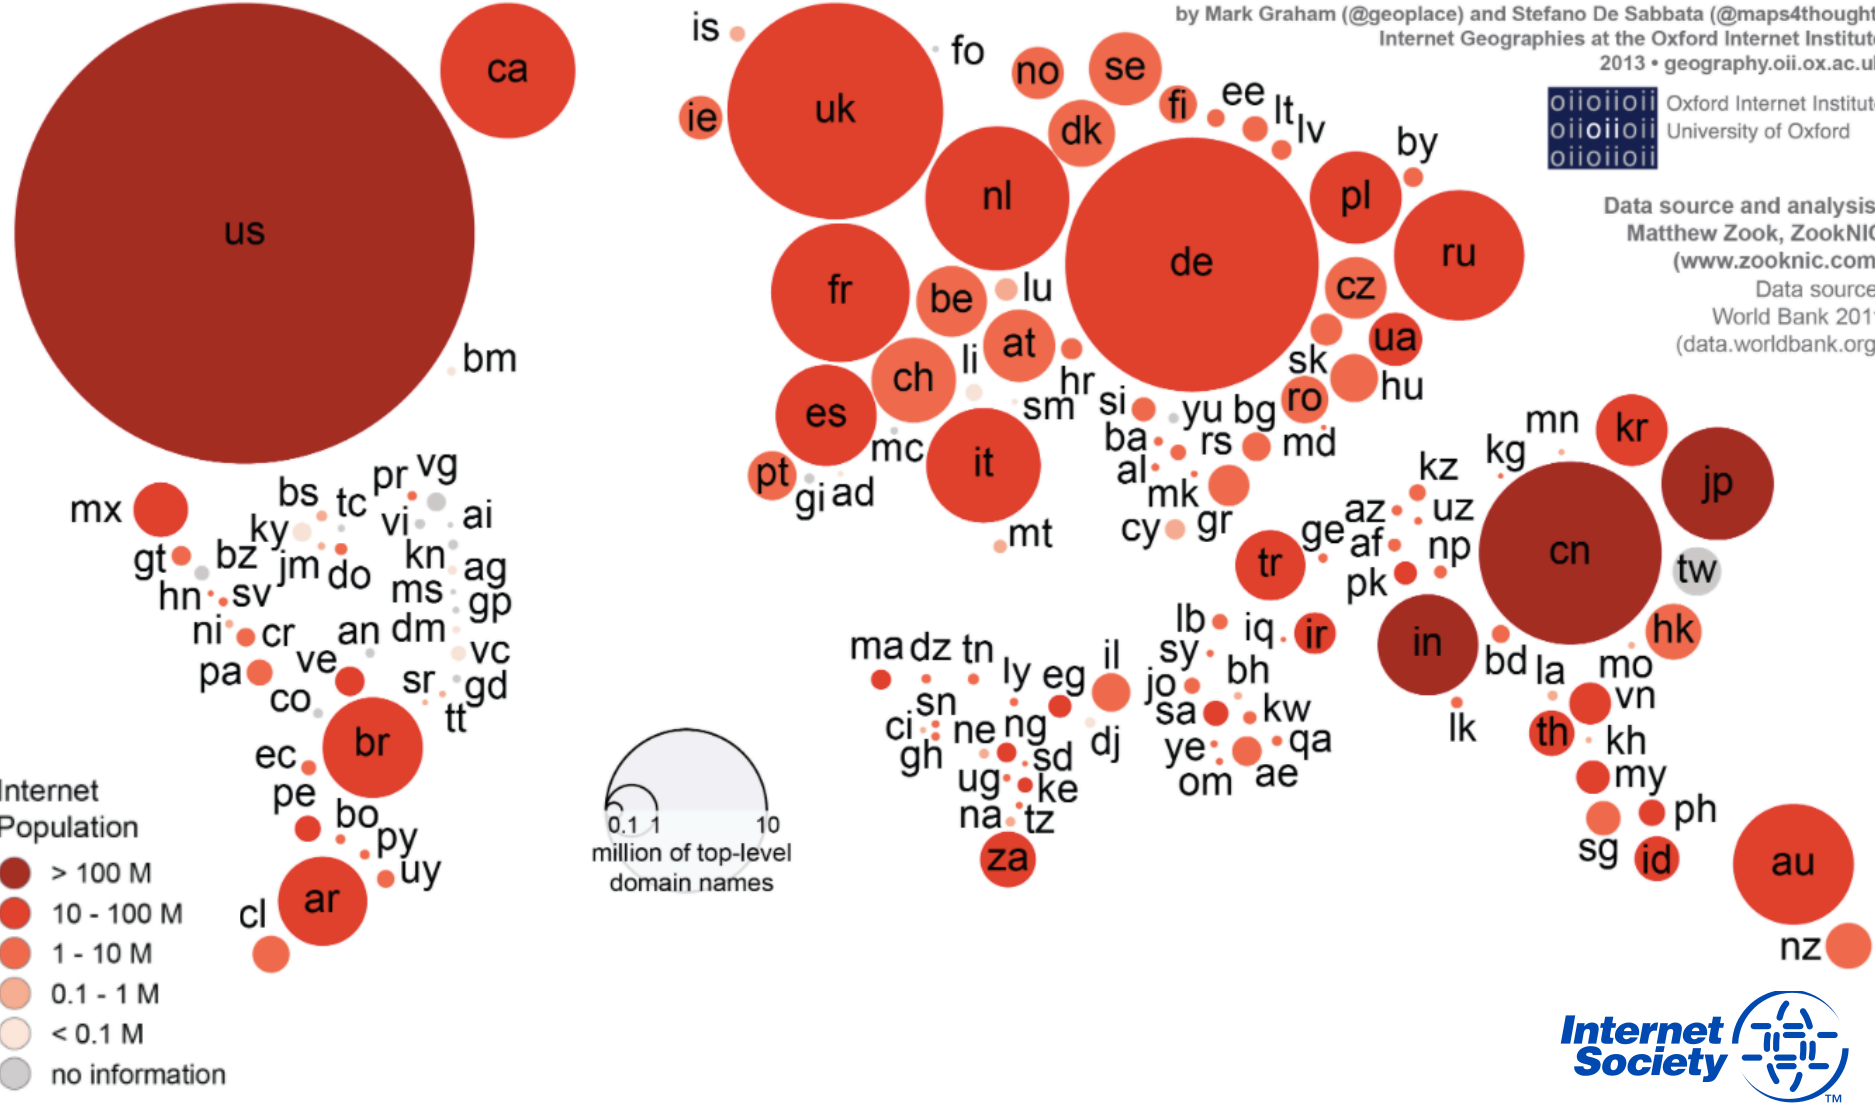 by Mark Graham (@geoplace) and Stefano De Sabbata (@maps4thought
Internet Geographies at the Oxford Internet Institute
2013 • geography.oii.ox.ac.u
oiioiioii
oiioiioii
oiioiioii
Oxford Internet Institut
University of Oxford
Data source and analysis
Matthew Zook, ZookNIC
(www.zooknic.com
Data source
World Bank 201
(data.worldbank.org
us
ca
bm
is
ie
uk
fo
no
se
fi
dk
ee
lt
lv
by
nl
de
pl
ru
fr
be
lu
cz
ua
at
li
ch
hr
sk
hu
es
sm
si
yu
bg
ro
mc
it
ba
rs
md
pt
gi
ad
al
mk
gr
mt
cy
mn
kr
kg
kz
jp
az
uz
ge
af
np
cn
tr
pk
tw
mx
bs
tc
pr
vg
ky
vi
ai
gt
bz
jm
do
kn
ag
hn
sv
ms
gp
ni
cr
an
dm
vc
pa
ve
sr
gd
co
tt
br
ec
pe
bo
py
uy
ar
cl
ma
dz
tn
ly
eg
il
sn
ci
gh
ne
ng
sd
dj
ug
ke
na
tz
za
lb
iq
ir
sy
bh
jo
sa
kw
ye
qa
om
ae
in
bd
la
mo
hk
lk
vn
th
kh
my
ph
sg
id
au
nz
0.1
1
10
million of top-level
domain names
Internet
Population
> 100 M
10 - 100 M
1 - 10 M
0.1 - 1 M
< 0.1 M
no information
Internet
Society
TM